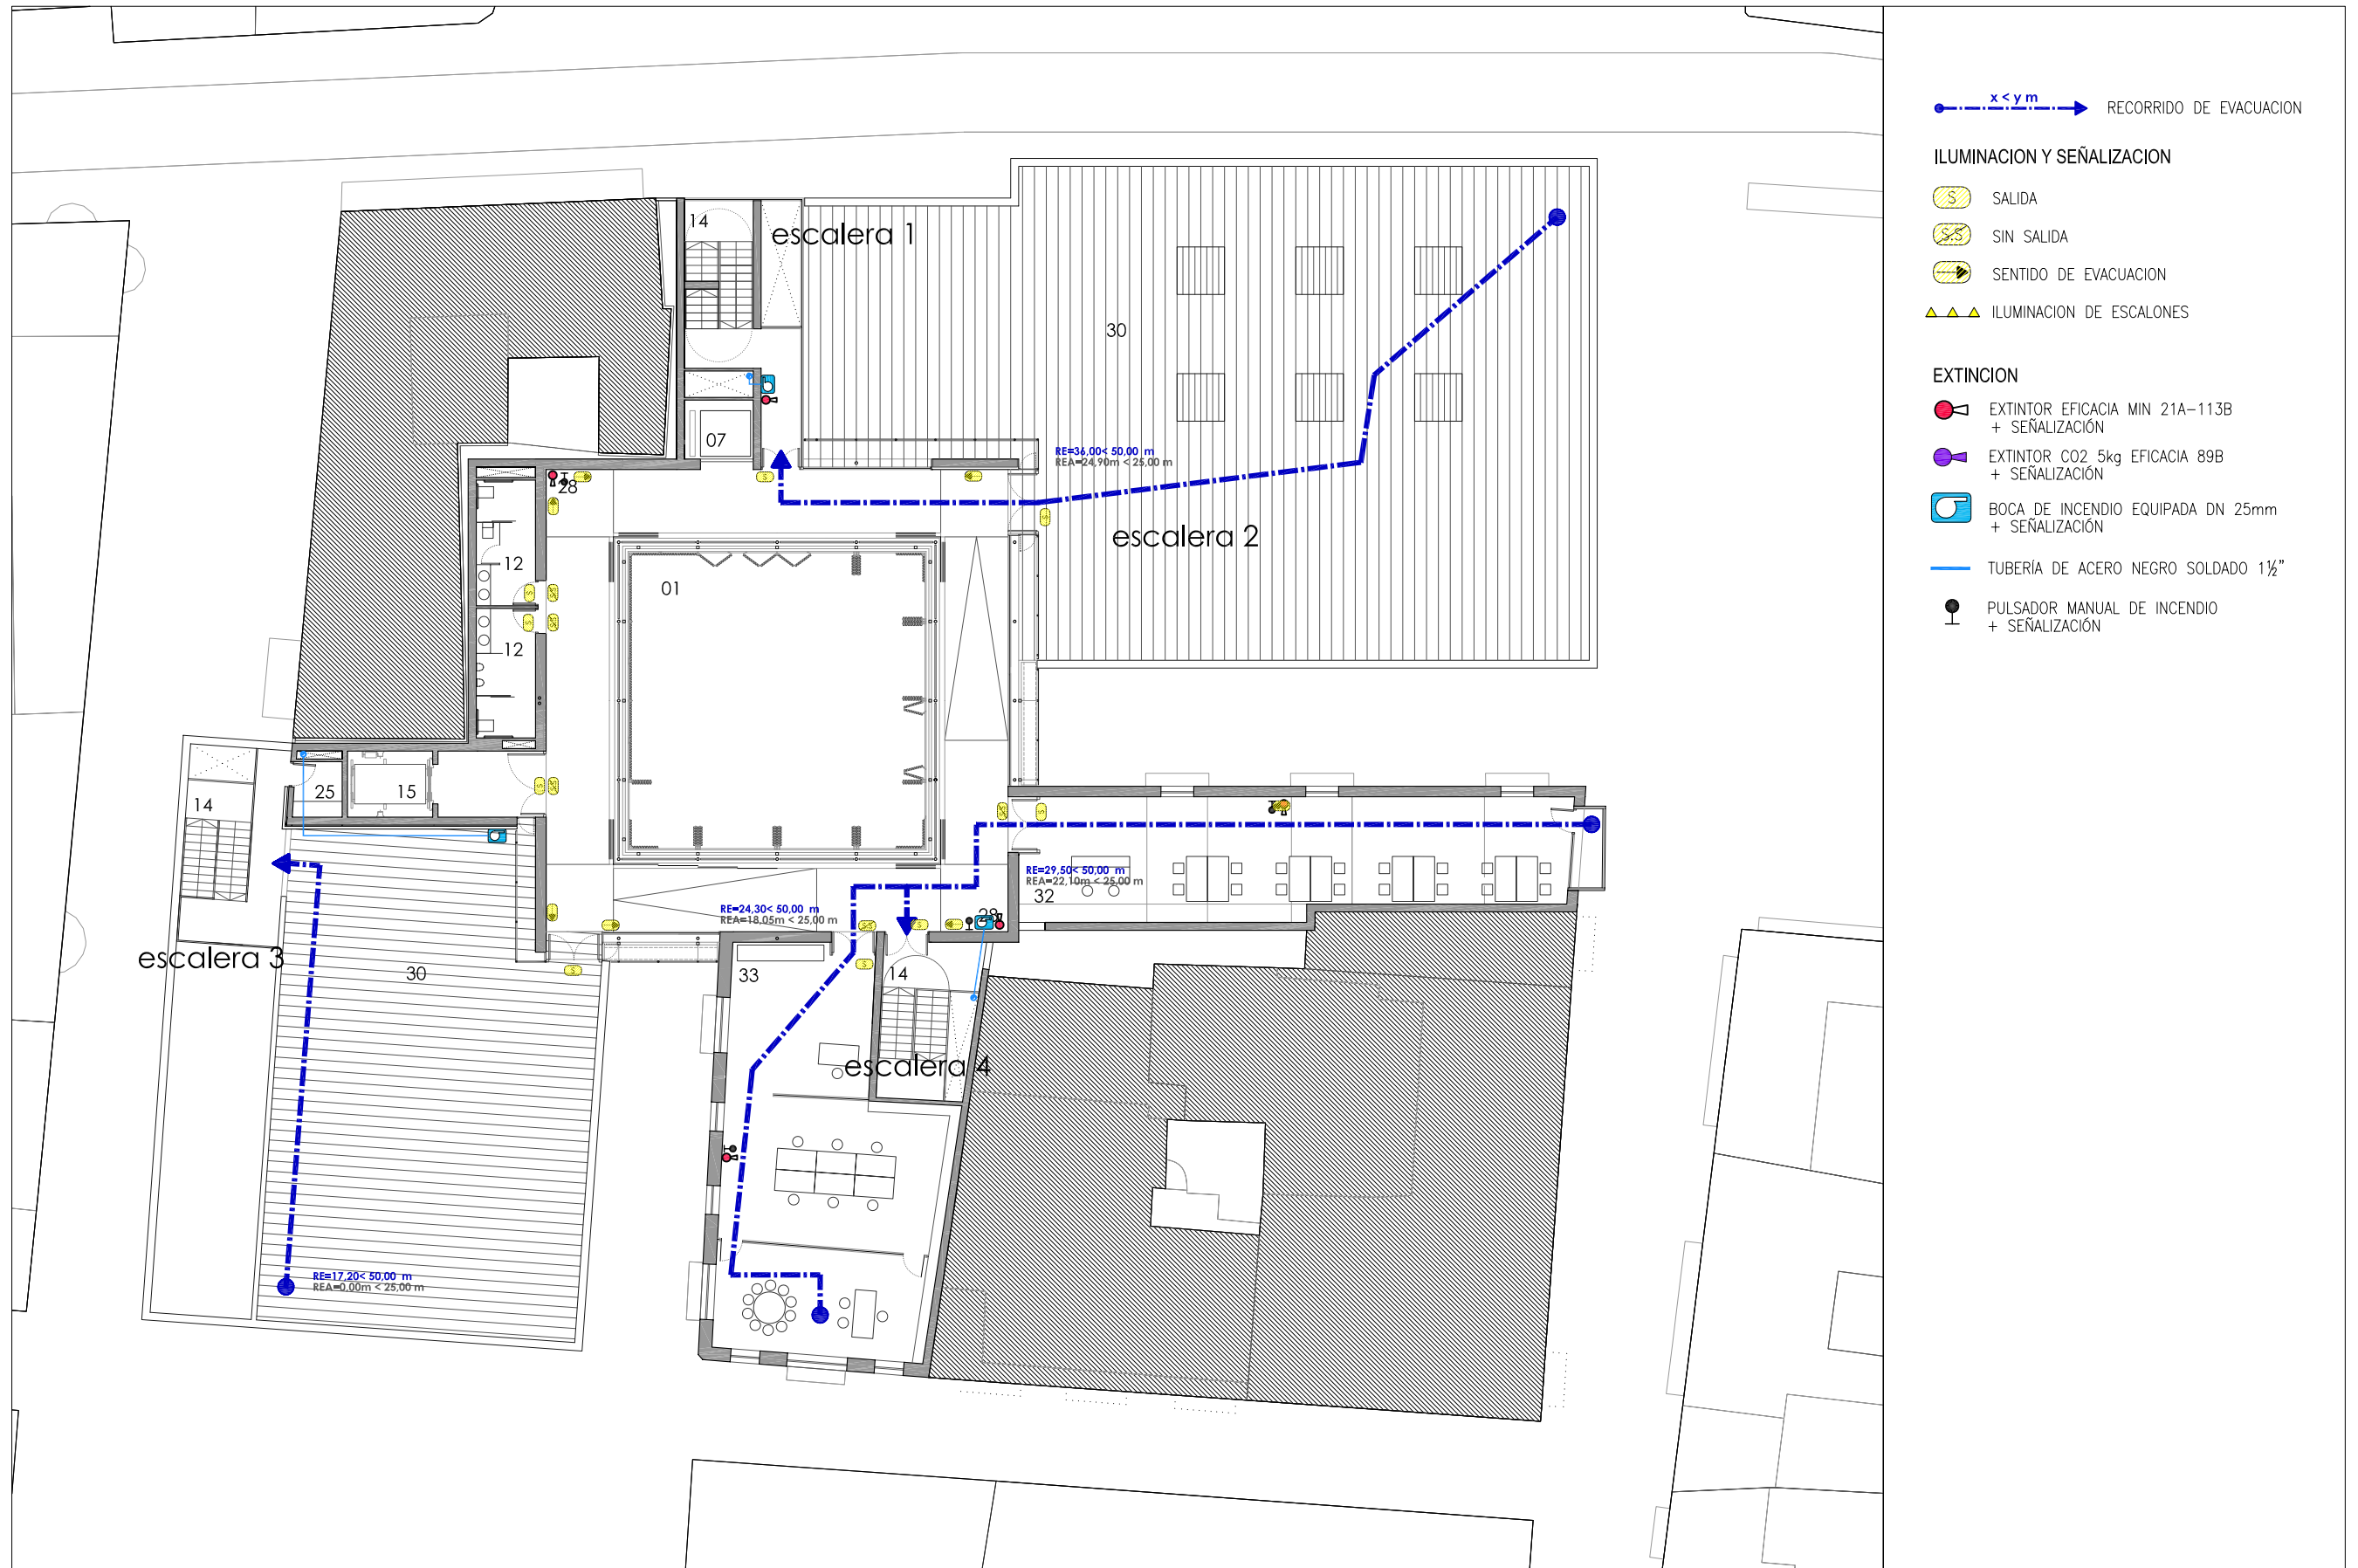 x < y m
RECORRIDO DE EVACUACION
ILUMINACION Y SEÑALIZACION
S
SALIDA
S.S
SIN SALIDA
SENTIDO DE EVACUACION
ILUMINACION DE ESCALONES
EXTINCION
EXTINTOR EFICACIA MIN 21A-113B
+ SEÑALIZACIÓN
EXTINTOR CO2 5kg EFICACIA 89B
+ SEÑALIZACIÓN
BOCA DE INCENDIO EQUIPADA DN 25mm
+ SEÑALIZACIÓN
TUBERÍA DE ACERO NEGRO SOLDADO 1½"
PULSADOR MANUAL DE INCENDIO
+ SEÑALIZACIÓN
14
escalera 1
30
07
RE=36,00< 50,00 m
REA=24,90m < 25,00 m
28
escalera 2
12
01
12
25
15
14
RE=29,50< 50,00 m
REA=22,10m < 25,00 m
32
RE=24,30< 50,00 m
REA=18,05m < 25,00 m
28
escalera 3
30
33
14
escalera 4
RE=17,20< 50,00 m
REA=0,00m < 25,00 m